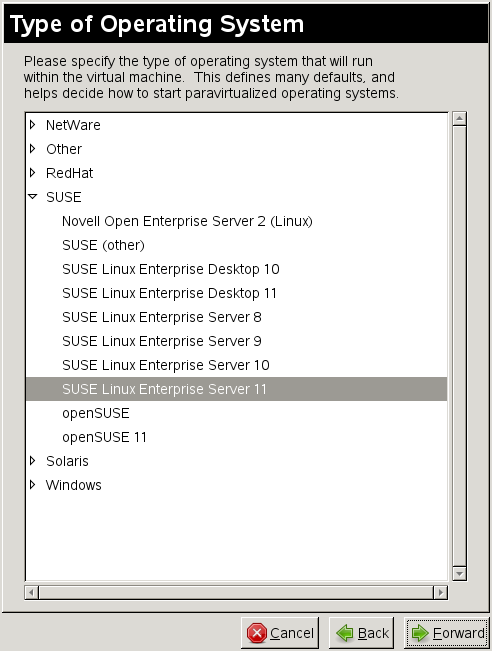 Type of Operating System
Please specify the type of operating system that will run
within the virtual machine.  This defines many defaults, and
helps decide how to start paravirtualized operating systems.
NetWare
Other
RedHat
SUSE
Novell Open Enterprise Server 2 (Linux)
SUSE (other)
SUSE Linux Enterprise Desktop 10
SUSE Linux Enterprise Desktop 11
SUSE Linux Enterprise Server 8
SUSE Linux Enterprise Server 9
SUSE Linux Enterprise Server 10
SUSE Linux Enterprise Server 11
openSUSE
openSUSE 11
Solaris
Windows
Cancel Back Forward